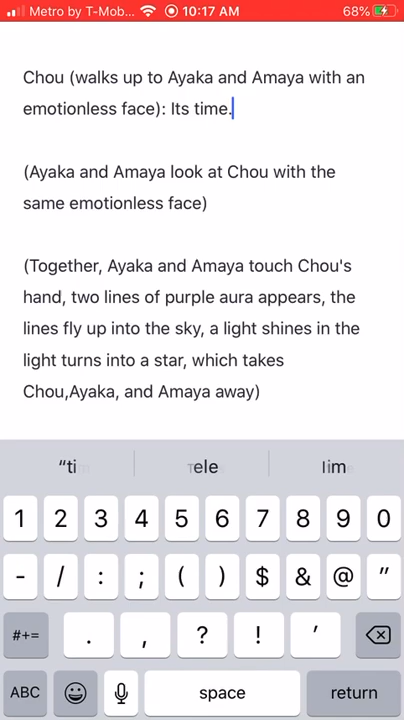 Metro by T-Mob... 10:17 AM 68%
Chou (walks up to Ayaka and Amaya with an
emotionless face): Its time.
(Ayaka and Amaya look at Chou with the
same emotionless face)
(Together, Ayaka and Amaya touch Chou's
hand, two lines of purple aura appears, the
lines fly up into the sky, a light shines in the
light turns into a star, which takes
Chou,Ayaka, and Amaya away)
“ti ele
1 2 3 4 5 6 7 8 9 0
- / : ; ( ) $ & @ "
#+= . , ? ! '
ABC space return